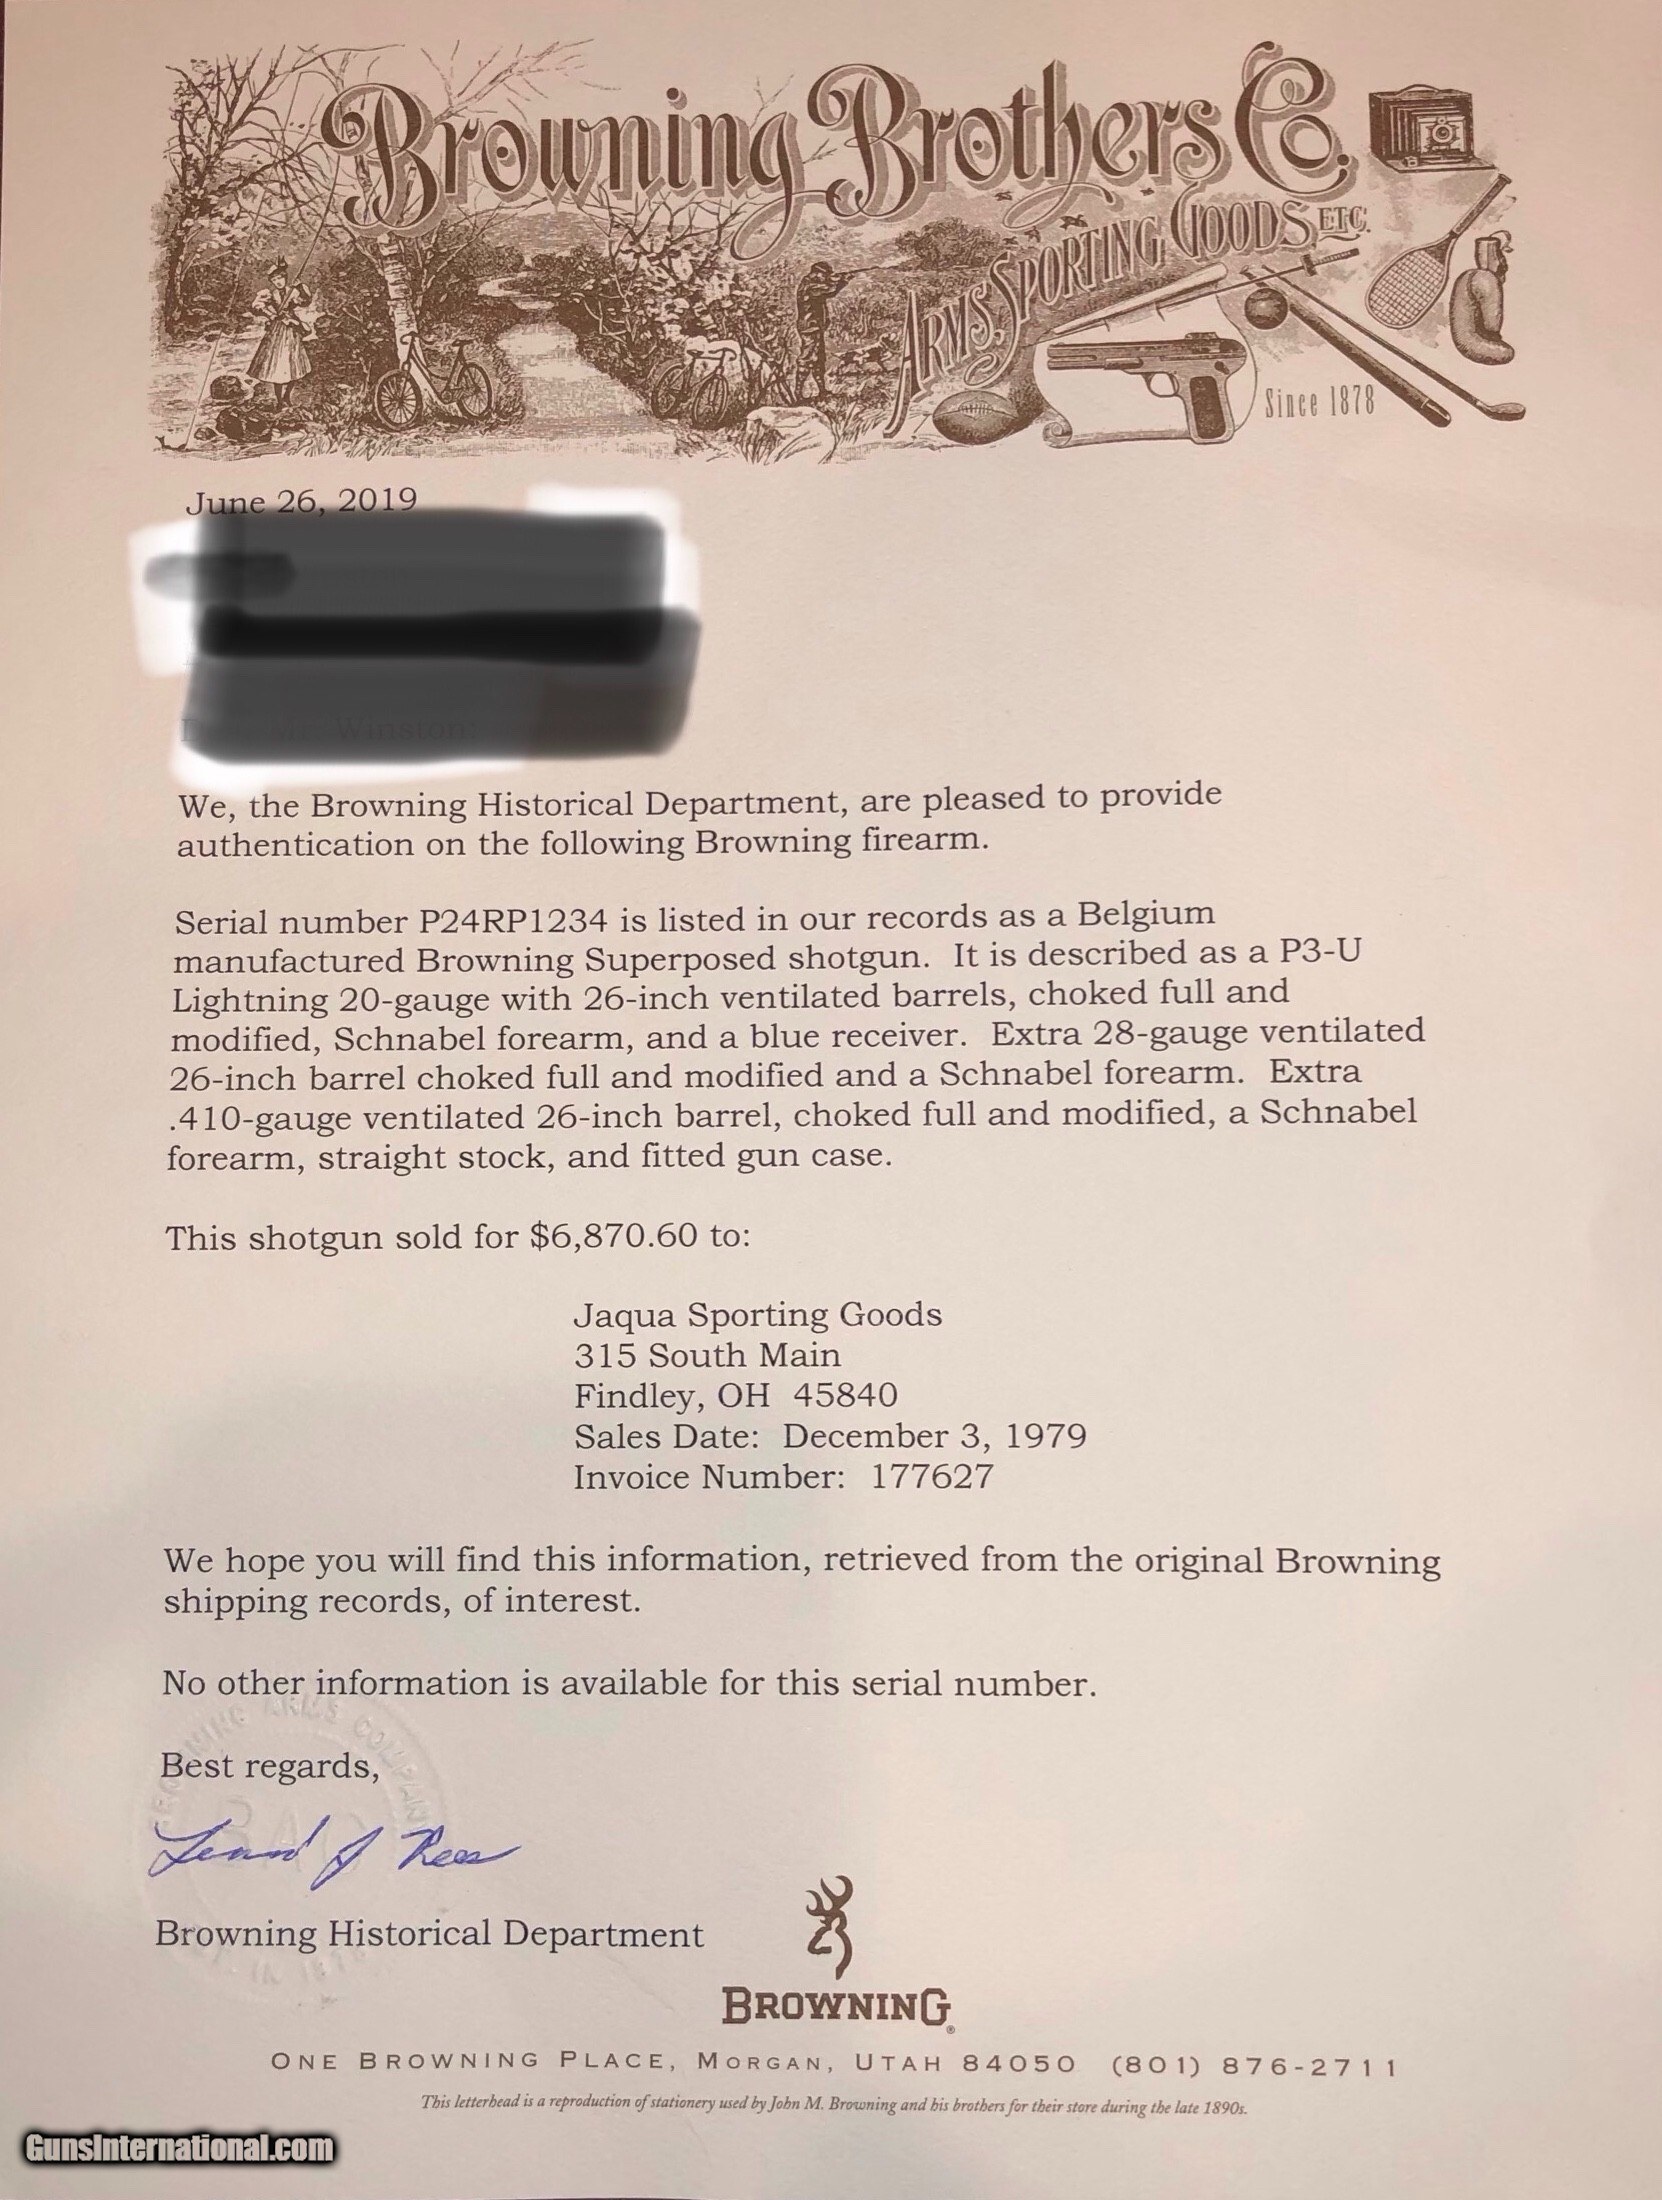 Browning Brothers Co.
Arms, Sporting Goods, Etc.
Since 1878
June 26, 2019
Winston:
We, the Browning Historical Department, are pleased to provide
authentication on the following Browning firearm.
Serial number P24RP1234 is listed in our records as a Belgium
manufactured Browning Superposed shotgun.  It is described as a P3-U
Lightning 20-gauge with 26-inch ventilated barrels, choked full and
modified, Schnabel forearm, and a blue receiver.  Extra 28-gauge ventilated
26-inch barrel choked full and modified and a Schnabel forearm.  Extra
.410-gauge ventilated 26-inch barrel, choked full and modified, a Schnabel
forearm, straight stock, and fitted gun case.
This shotgun sold for $6,870.60 to:
Jaqua Sporting Goods
315 South Main
Findley, OH  45840
Sales Date:  December 3, 1979
Invoice Number:  177627
We hope you will find this information, retrieved from the original Browning
shipping records, of interest.
No other information is available for this serial number.
BROWNING ARMS COMPANY
Best regards,
Browning Historical Department
BROWNING
One Browning Place, Morgan, Utah 84050 (801) 876-2711
This letterhead is a reproduction of stationery used by John M. Browning and his brothers for their store during the late 1890s.
GunsInternational.com